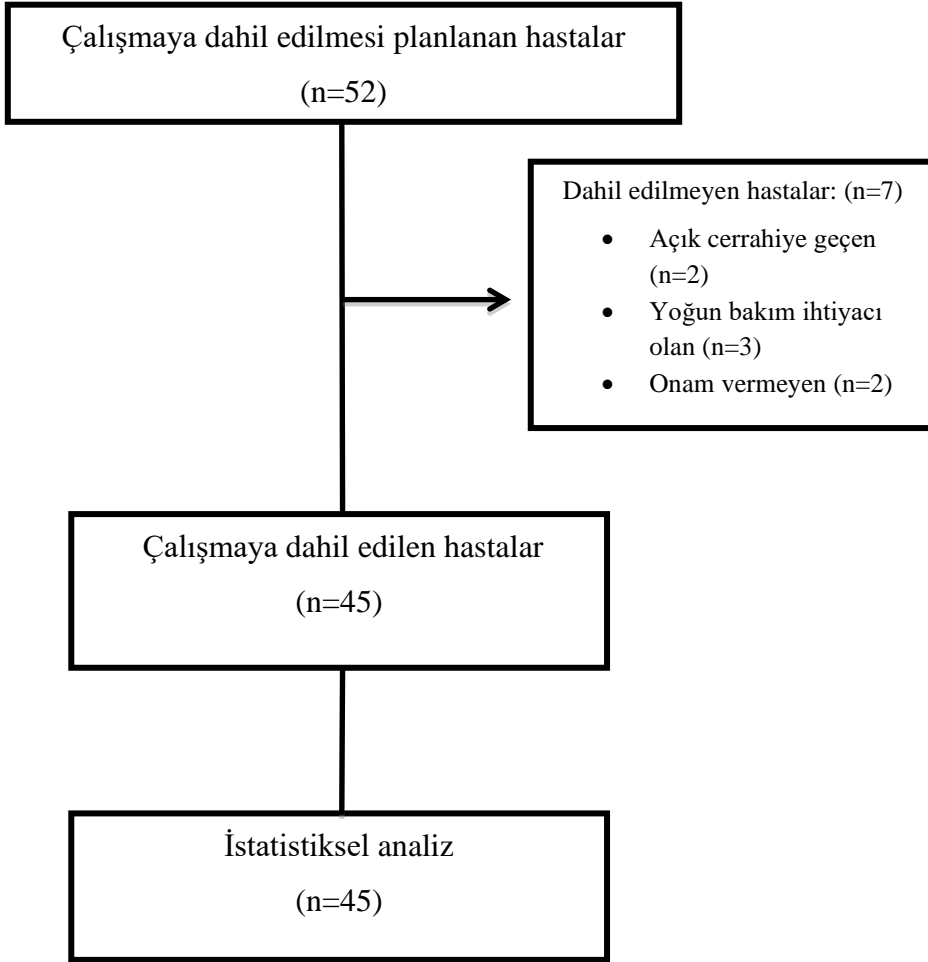 Çalışmaya dahil edilmesi planlanan hastalar
(n=52)
Dahil edilmeyen hastalar: (n=7)
• Açık cerrahiye geçen
(n=2)
• Yoğun bakım ihtiyacı
olan (n=3)
• Onam vermeyen (n=2)
Çalışmaya dahil edilen hastalar
(n=45)
İstatistiksel analiz
(n=45)